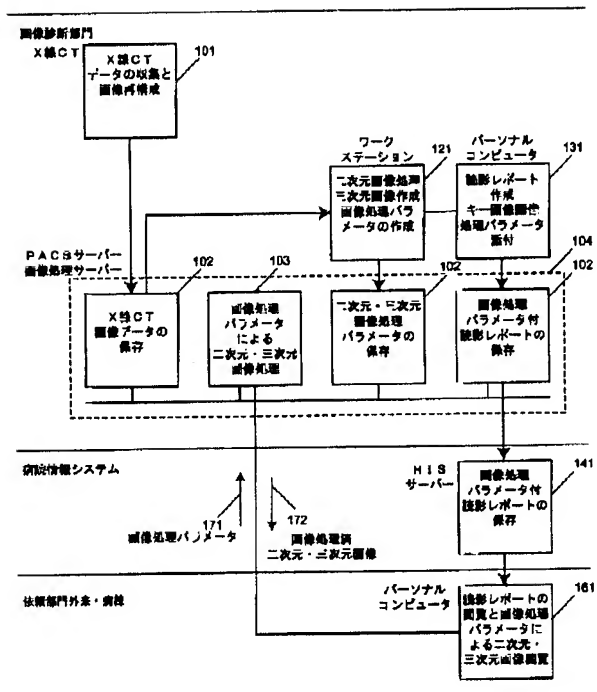 画像診断部門
X線CT
101
X線CT
データの収集と
画像再構成
ワーク
ステーション
121
二次元画像処理
三次元画像作成
画像処理パラ
メータの作成
パーソナル
コンピュータ
131
読影レポート
作成
キー画像画像
処理パラメータ
添付
PACSサーバー
画像処理サーバー
102
103
102
104
102
X線CT
画像データの
保存
画像処理
パラメータ
による
二次元・三次元
画像処理
二次元・三次元
画像処理
パラメータの
保存
画像処理
パラメータ付
読影レポートの
保存
病院情報システム
HIS
サーバー
141
画像処理
パラメータ付
読影レポートの
保存
171
画像処理パラメータ
172
画像処理済
二次元・三次元画像
依頼部門外来・病棟
パーソナル
コンピュータ
161
読影レポートの
閲覧と画像処理
パラメータに
よる二次元・
三次元画像閲覧